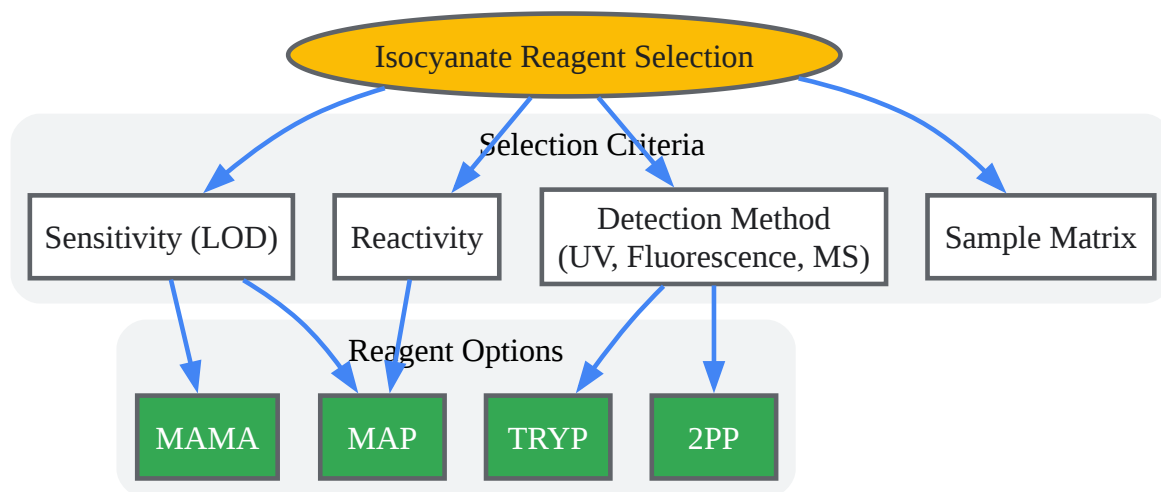 Isocyanate Reagent Selection
Selection Criteria
Sensitivity (LOD)
Reactivity
Detection Method
(UV, Fluorescence, MS)
Sample Matrix
Reagent Options
MAMA
MAP
TRYP
2PP